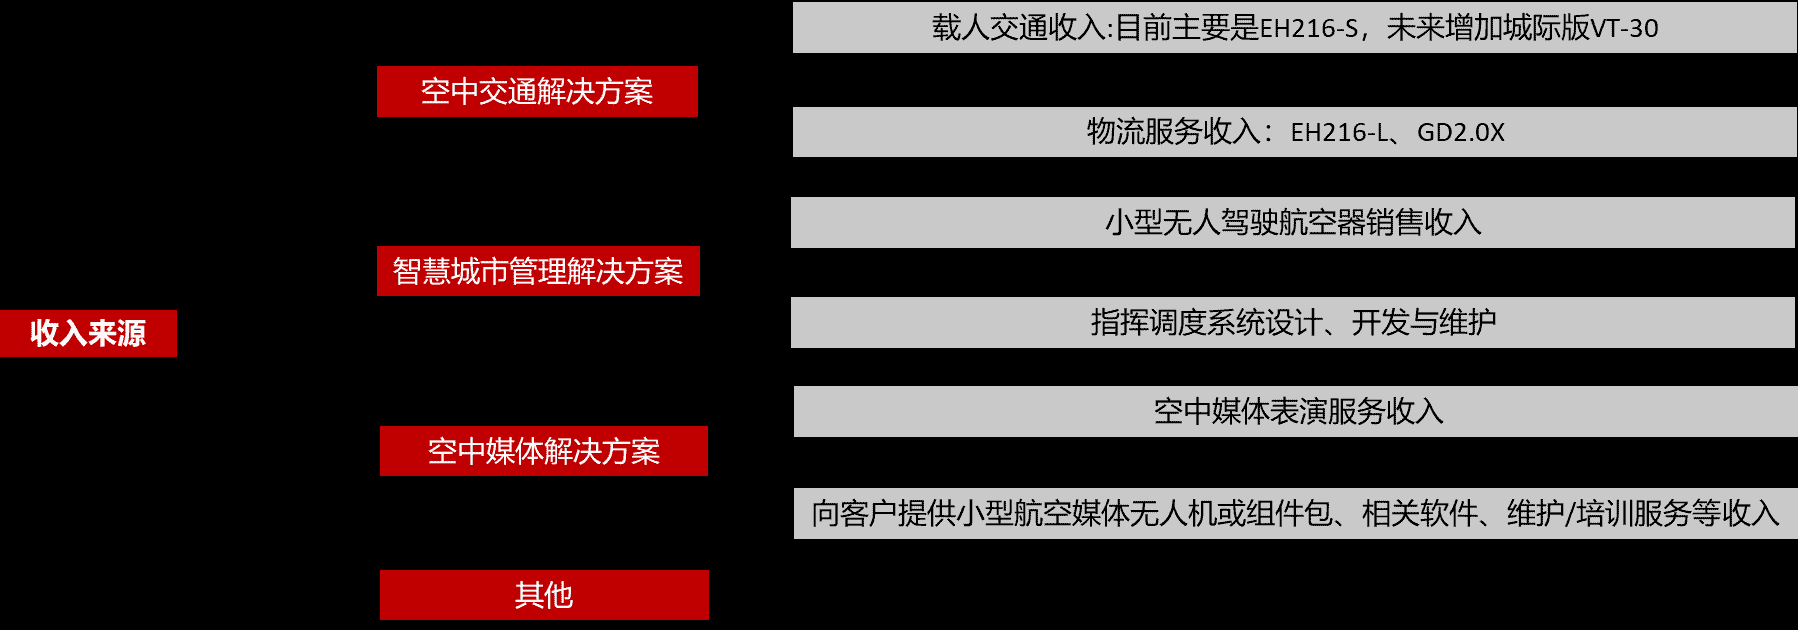 收入来源
空中交通解决方案
载人交通收入:目前主要是EH216-S，未来增加城际版VT-30
物流服务收入：EH216-L、GD2.0X
智慧城市管理解决方案
小型无人驾驶航空器销售收入
指挥调度系统设计、开发与维护
空中媒体解决方案
空中媒体表演服务收入
向客户提供小型航空媒体无人机或组件包、相关软件、维护/培训服务等收入
其他